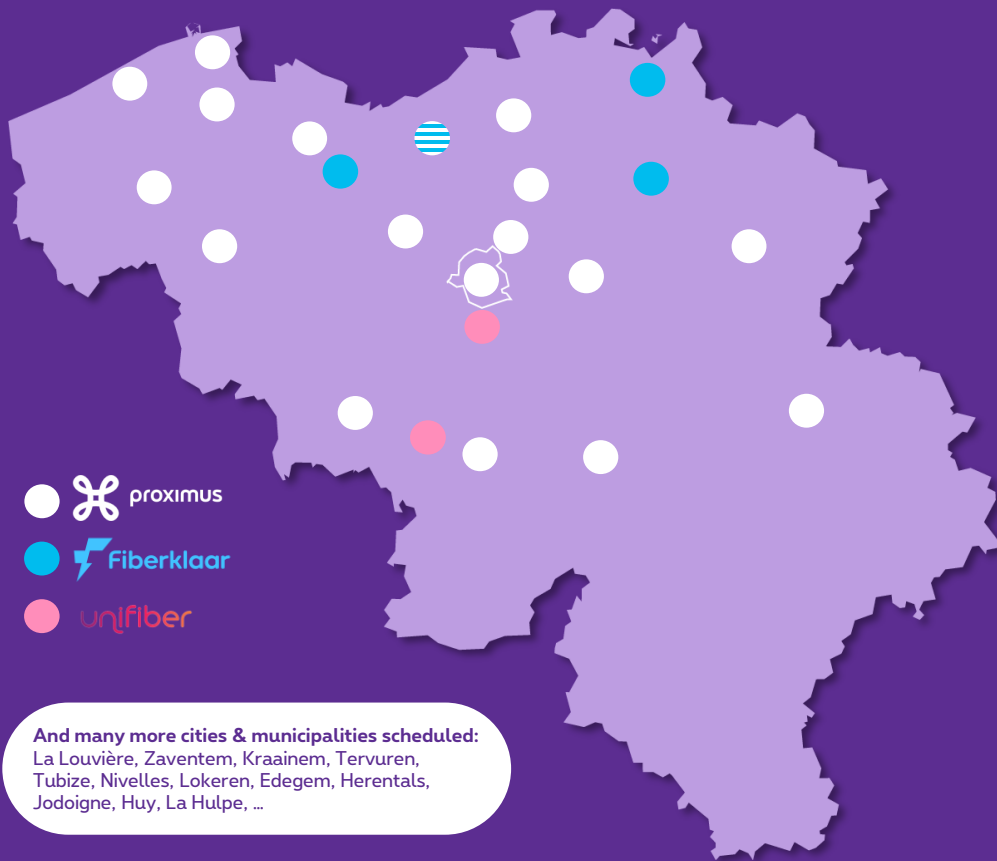 proximus
Fiberklaar
unifiber
And many more cities & municipalities scheduled:
La Louvière, Zaventem, Kraainem, Tervuren,
Tubize, Nivelles, Lokeren, Edegem, Herentals,
Jodoigne, Huy, La Hulpe, ...